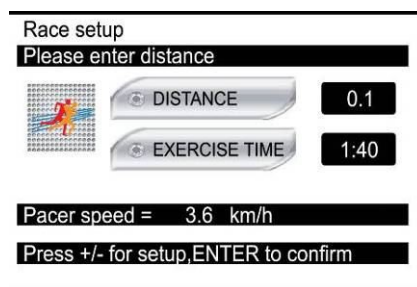 Race setup
Please enter distance
DISTANCE 0.1
EXERCISE TIME 1:40
Pacer speed = 3.6 km/h
Press +/- for setup,ENTER to confirm